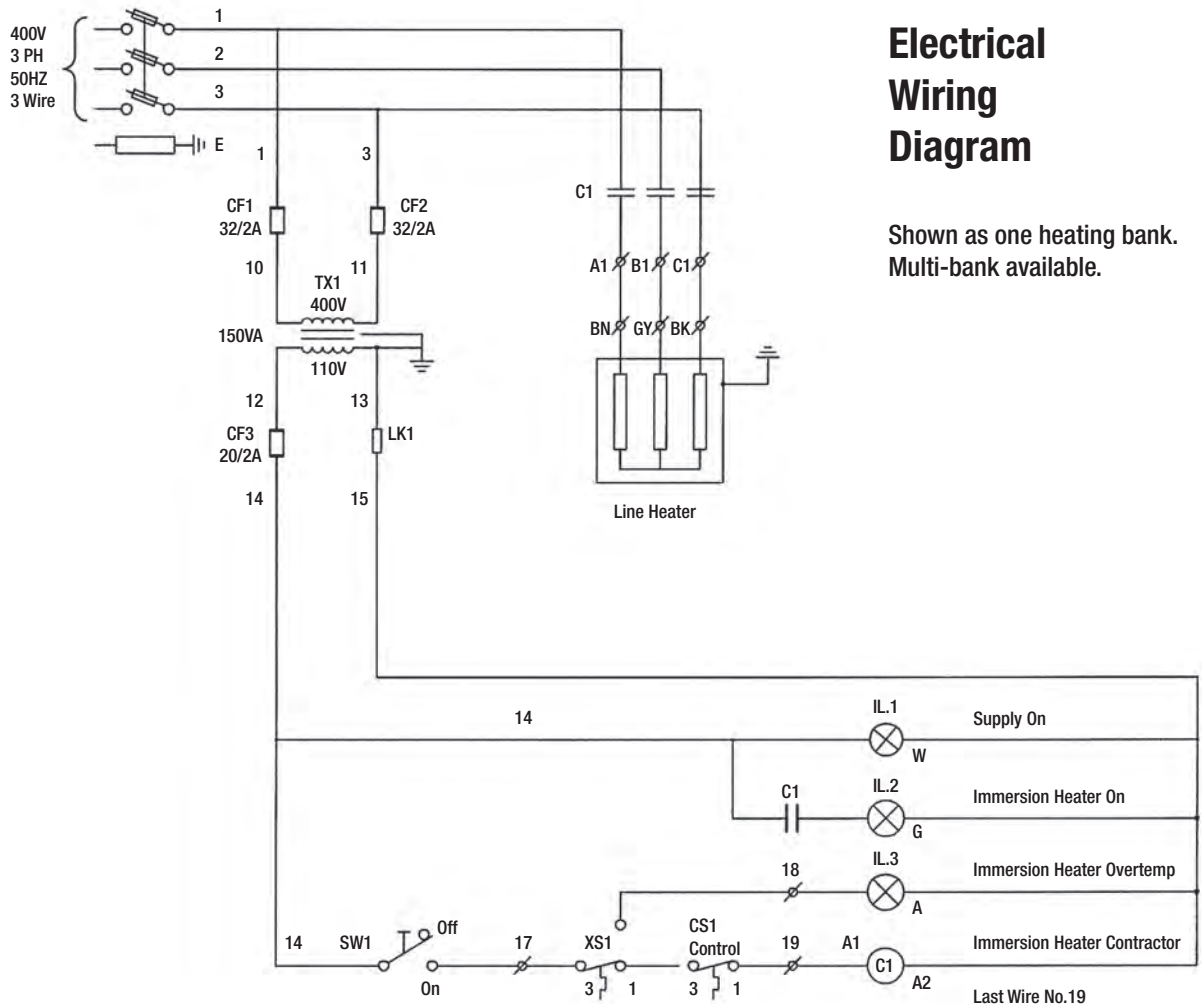 Electrical
Wiring
Diagram
Shown as one heating bank.
Multi-bank available.
400V
3 PH
50HZ
3 Wire
1
2
3
E
1
3
CF1
32/2A
CF2
32/2A
C1
10
11
TX1
400V
150VA
110V
A1
B1
C1
BN
GY
BK
12
13
CF3
20/2A
LK1
14
15
Line Heater
14
IL.1
Supply On
W
C1
IL.2
Immersion Heater On
G
18
IL.3
Immersion Heater Overtemp
A
14
SW1
Off
On
17
XS1
3
1
CS1
Control
3
1
19
A1
C1
A2
Immersion Heater Contractor
Last Wire No.19